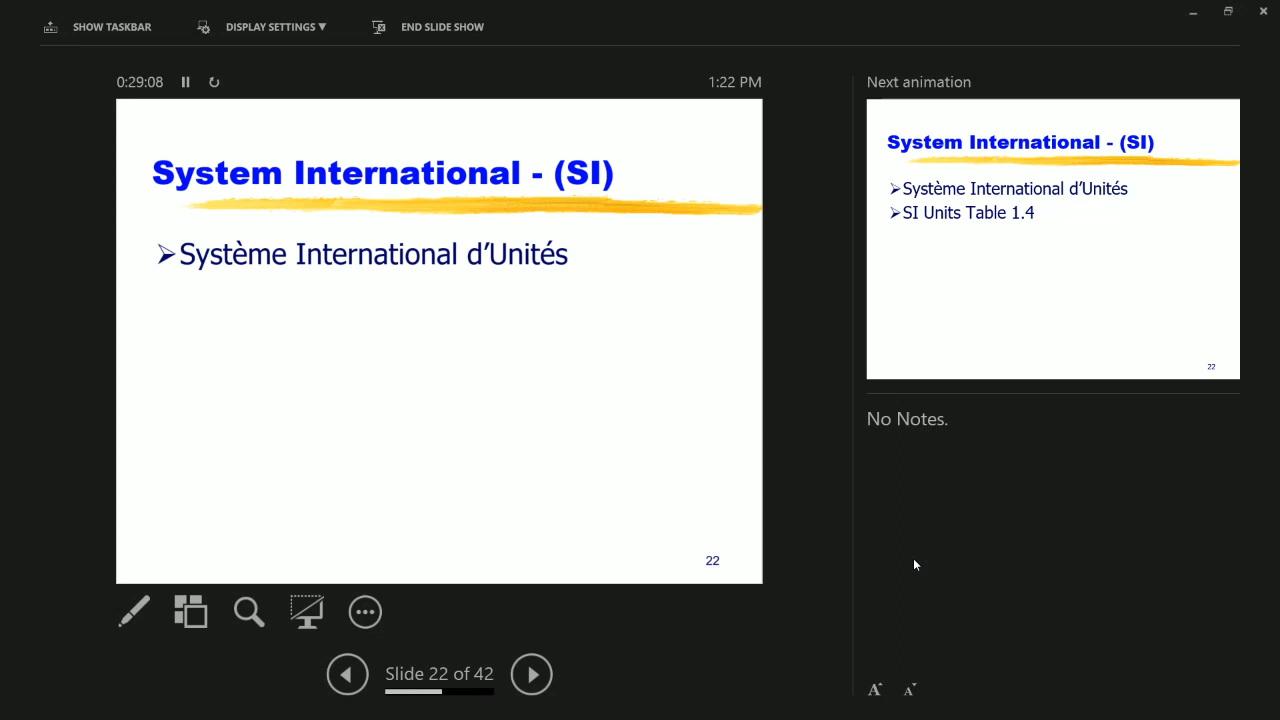 SHOW TASKBAR
DISPLAY SETTINGS ▼
END SLIDE SHOW
0:29:08
1:22 PM
System International - (SI)
➢Système International d’Unités
22
Slide 22 of 42
Next animation
System International - (SI)
➢Système International d’Unités
➢SI Units Table 1.4
22
No Notes.
A A